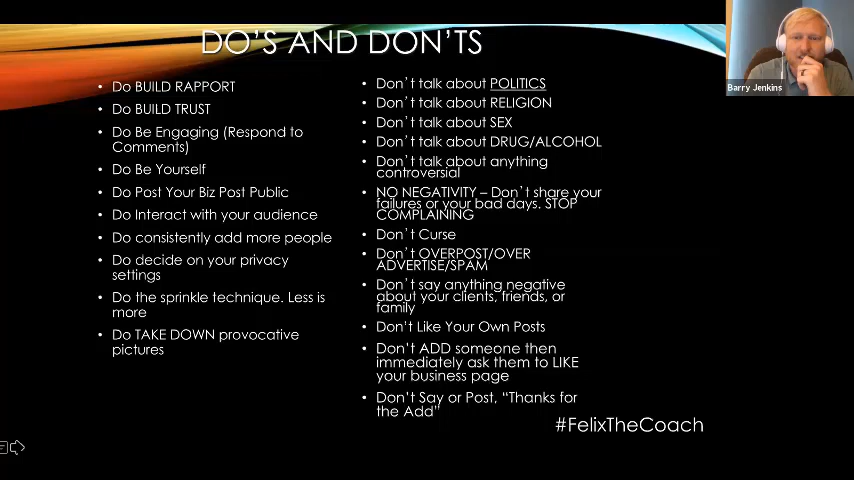 DO'S AND DON'TS
• Do BUILD RAPPORT
• Do BUILD TRUST
• Do Be Engaging (Respond to
Comments)
• Do Be Yourself
• Do Post Your Biz Post Public
• Do Interact with your audience
• Do consistently add more people
• Do decide on your privacy
settings
• Do the sprinkle technique. Less is
more
• Do TAKE DOWN provocative
pictures
• Don't talk about POLITICS
• Don't talk about RELIGION
• Don't talk about SEX
• Don't talk about DRUG/ALCOHOL
• Don't talk about anything
controversial
• NO NEGATIVITY – Don't share your
failures or your bad days. STOP
COMPLAINING
• Don't Curse
• Don't OVERPOST/OVER
ADVERTISE/SPAM
• Don't say anything negative
about your clients, friends, or
family
• Don't Like Your Own Posts
• Don't ADD someone then
immediately ask them to LIKE
your business page
• Don't Say or Post, "Thanks for
the Add"
#FelixTheCoach
Barry Jenkins